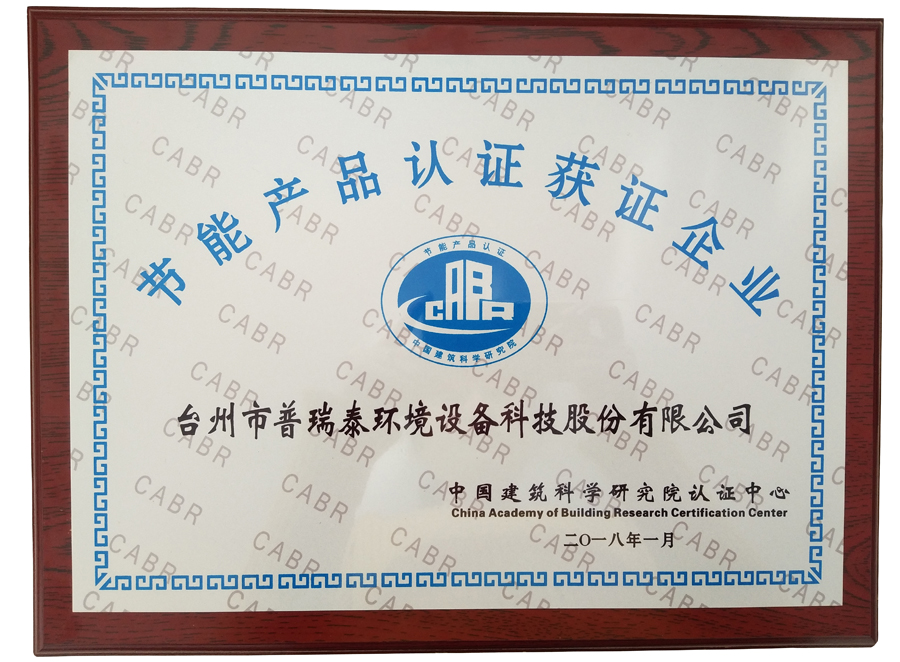 节能产品认证获证企业
节能产品认证
CABR
中国建筑科学研究院
台州市普瑞泰环境设备科技股份有限公司
中国建筑科学研究院认证中心
China Academy of Building Research Certification Center
二〇一八年一月